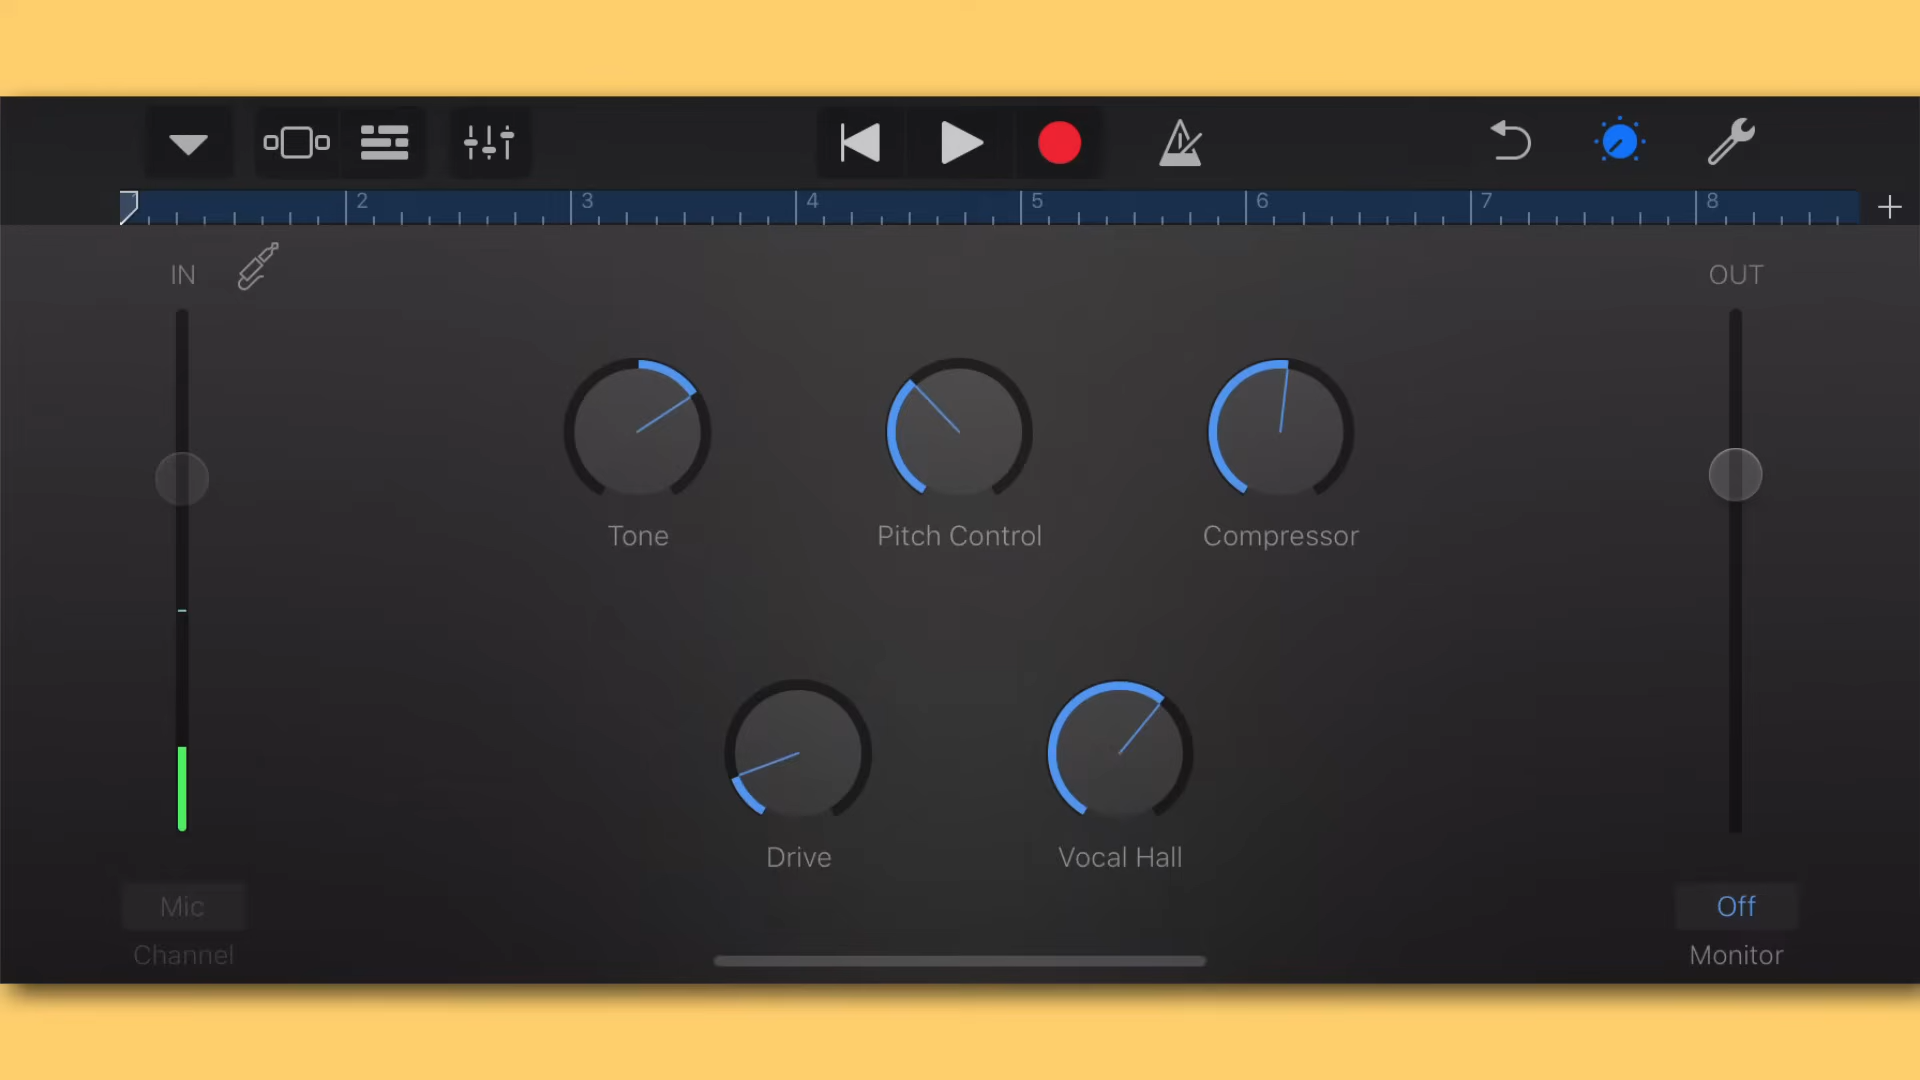 2 3 4 5 6 7 8
IN
OUT
Tone
Pitch Control
Compressor
Drive
Vocal Hall
Mic
Channel
Off
Monitor